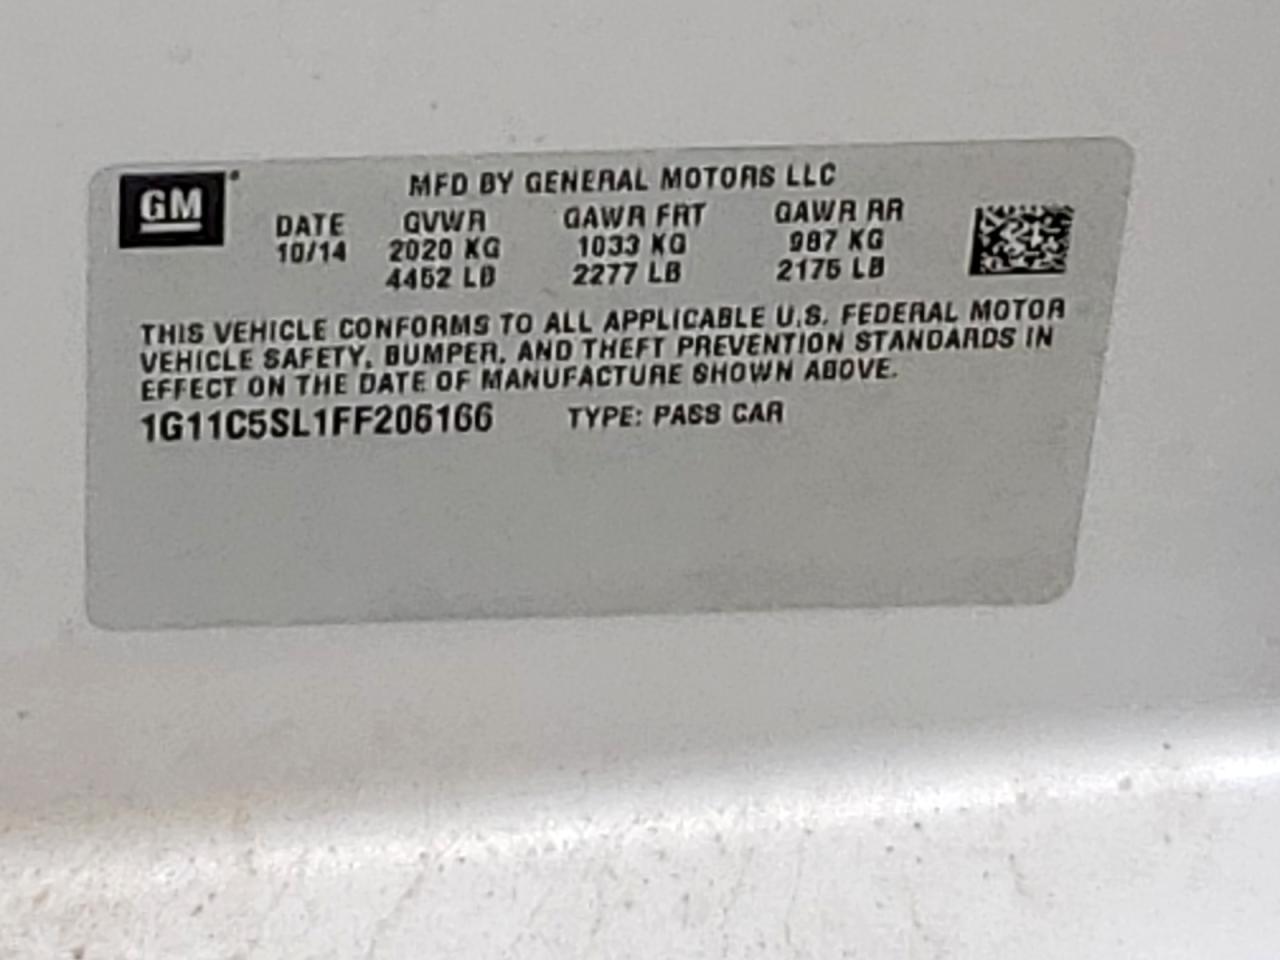 GM
MFD BY GENERAL MOTORS LLC
DATE GVWR GAWR FRT GAWR RR
10/14 2020 KG 1033 KG 987 KG
4452 LB 2277 LB 2175 LB
THIS VEHICLE CONFORMS TO ALL APPLICABLE U.S. FEDERAL MOTOR
VEHICLE SAFETY, BUMPER, AND THEFT PREVENTION STANDARDS IN
EFFECT ON THE DATE OF MANUFACTURE SHOWN ABOVE.
1G11C5SL1FF206166 TYPE: PASS CAR